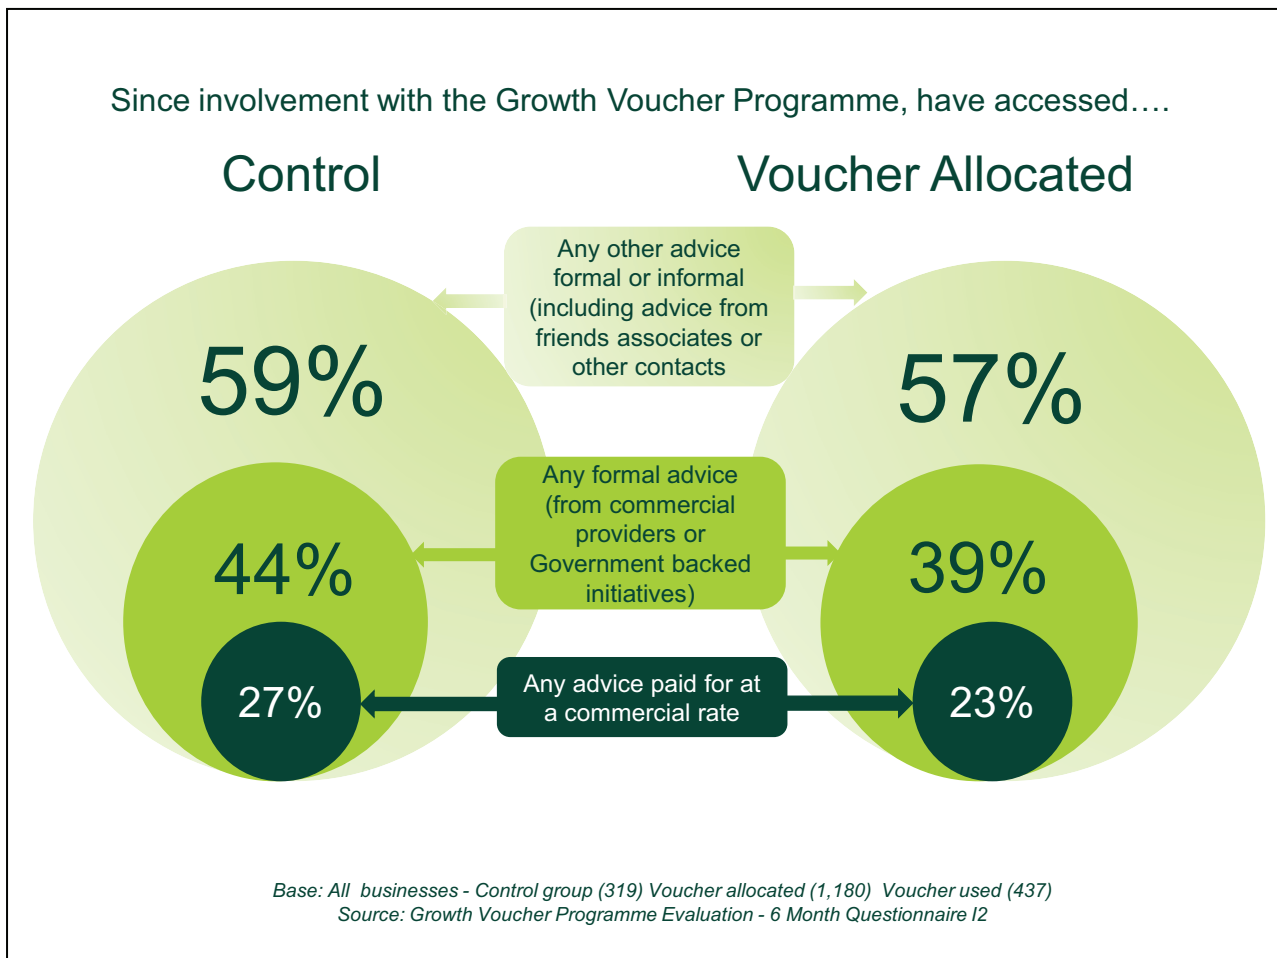 Since involvement with the Growth Voucher Programme, have accessed….
Control
Voucher Allocated
Any other advice
formal or informal
(including advice from
friends associates or
other contacts
59%
57%
Any formal advice
(from commercial
providers or
Government backed
initiatives)
44%
39%
Any advice paid for at
a commercial rate
27%
23%
Base: All businesses - Control group (319) Voucher allocated (1,180) Voucher used (437)
Source: Growth Voucher Programme Evaluation - 6 Month Questionnaire I2